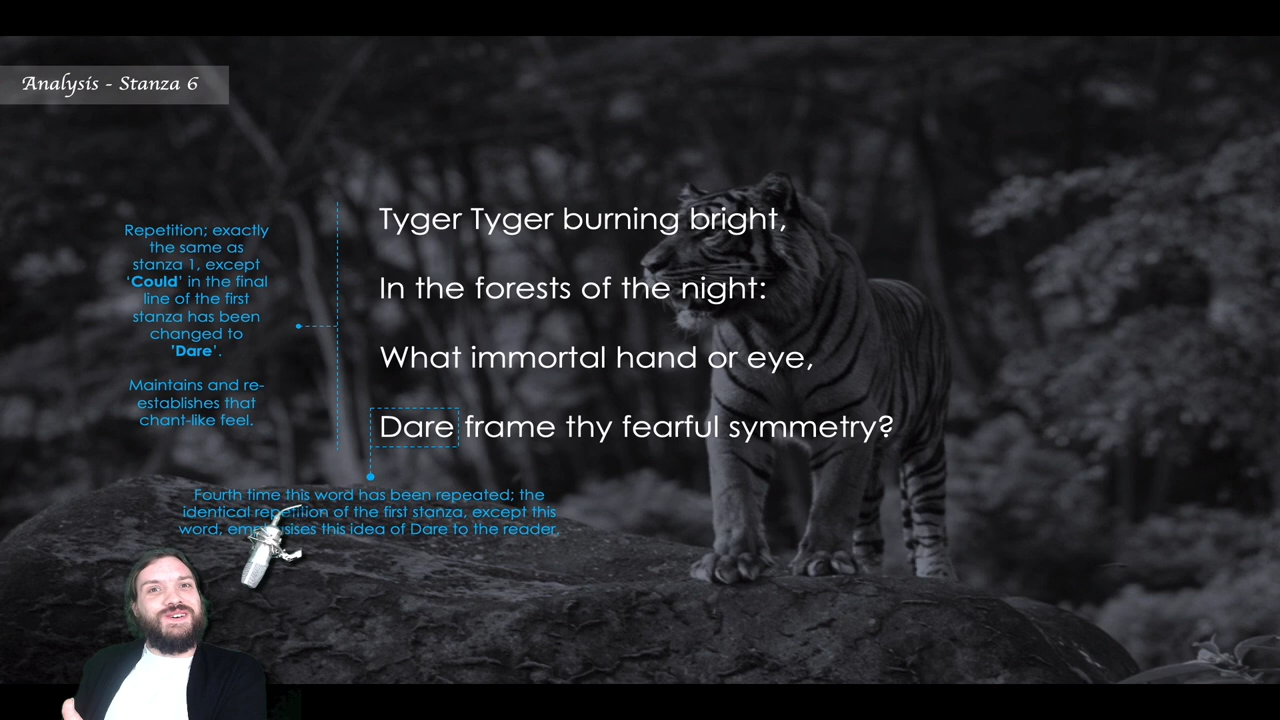 Analysis - Stanza 6
Repetition; exactly
the same as
stanza 1, except
‘Could’ in the final
line of the first
stanza has been
changed to
’Dare’.
Maintains and re-
establishes that
chant-like feel.
Tyger Tyger burning bright,
In the forests of the night:
What immortal hand or eye,
Dare frame thy fearful symmetry?
Fourth time this word has been repeated; the
identical repetition of the first stanza, except this
word, emphasises this idea of Dare to the reader.